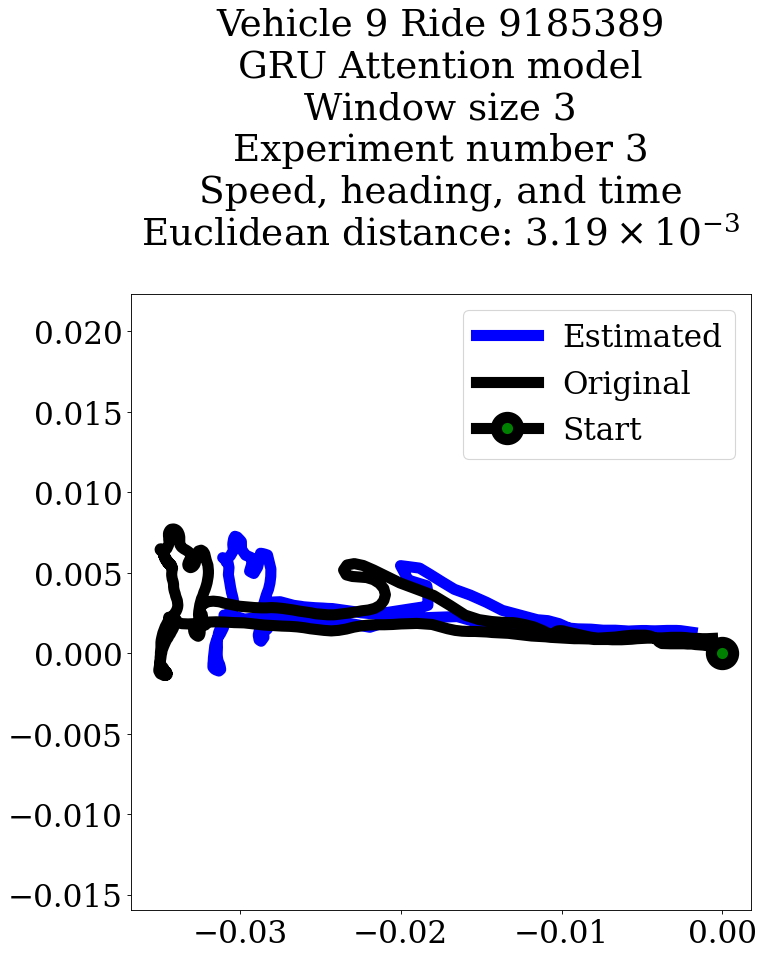 Vehicle 9 Ride 9185389
GRU Attention model
Window size 3
Experiment number 3
Speed, heading, and time
Euclidean distance: 3.19 × 10⁻³
Estimated
Original
Start
0.020
0.015
0.010
0.005
0.000
−0.005
−0.010
−0.015
−0.03 −0.02 −0.01 0.00